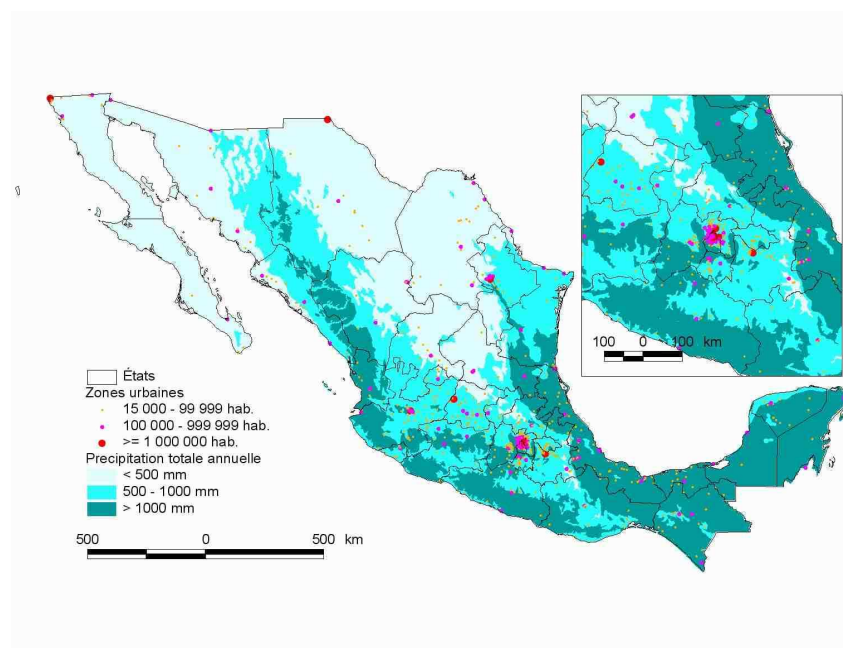 100 0 100 km
États
Zones urbaines
15 000 - 99 999 hab.
100 000 - 999 999 hab.
>= 1 000 000 hab.
Precipitation totale annuelle
< 500 mm
500 - 1000 mm
> 1000 mm
500 0 500 km